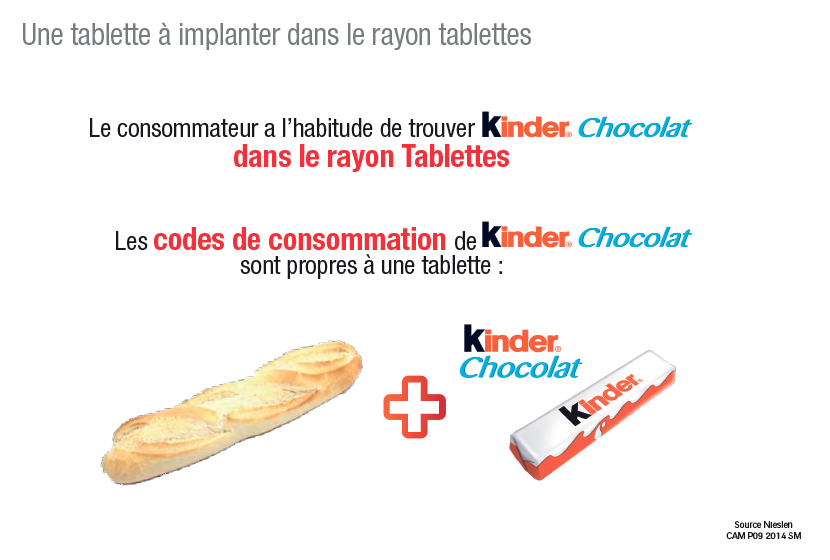 Une tablette à implanter dans le rayon tablettes
Le consommateur a l'habitude de trouver Kinder® Chocolat
dans le rayon Tablettes
Les codes de consommation de Kinder® Chocolat
sont propres à une tablette :
Kinder®
Chocolat
Kinder®
Source Nieslen
CAM P09 2014 SM